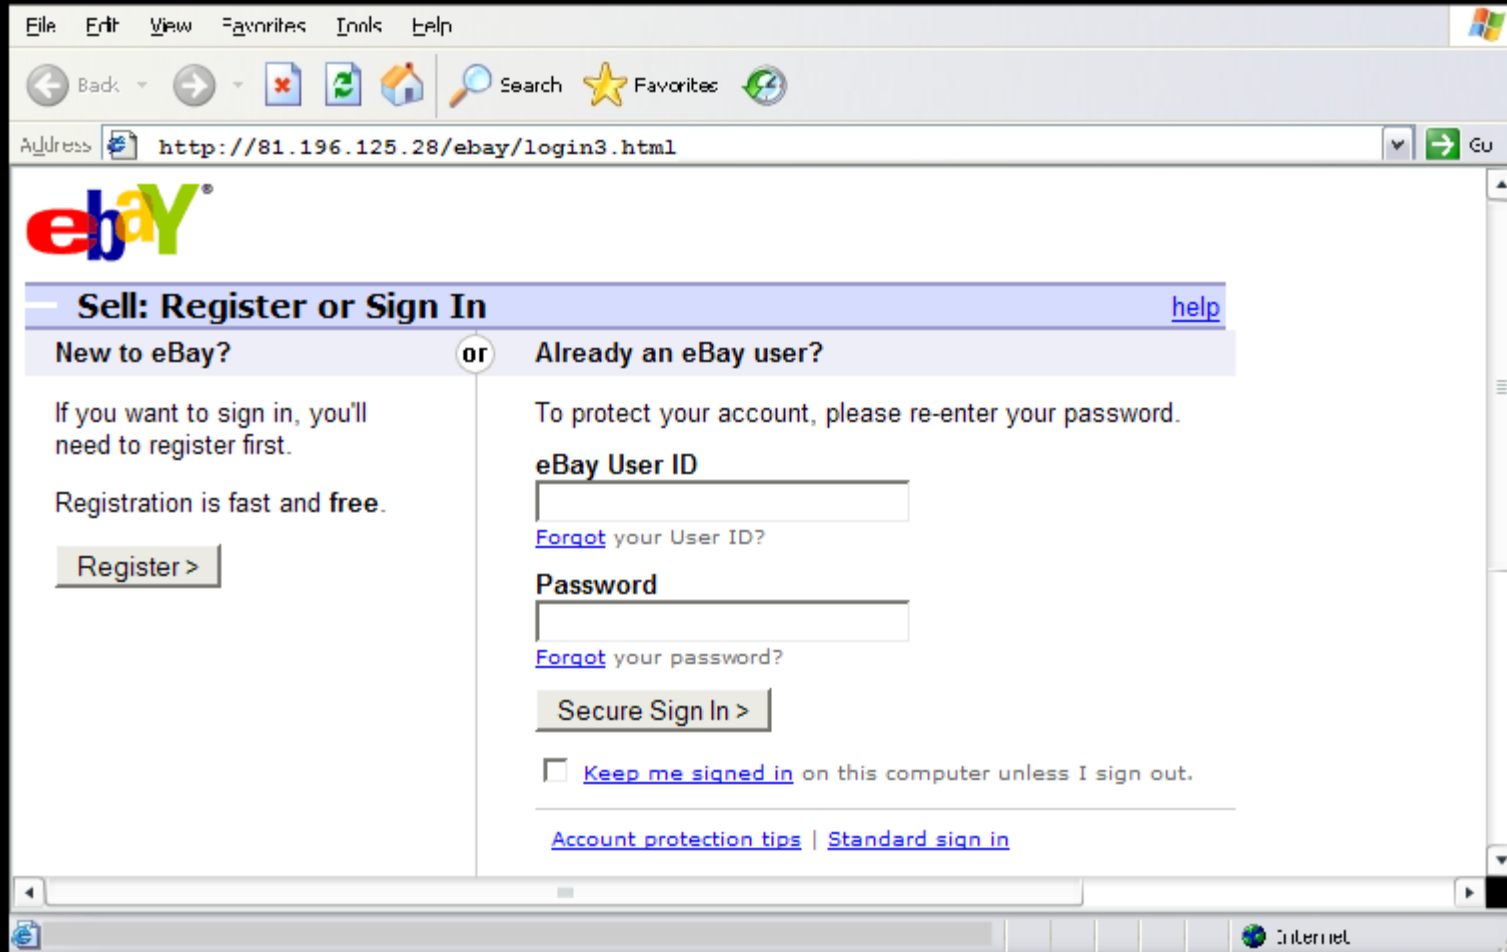 File Edit View Favorites Tools Help
Back Search Favorites
Address http://81.196.125.28/ebay/login3.html Go
ebaY®
Sell: Register or Sign In help
New to eBay? or Already an eBay user?
If you want to sign in, you'll
need to register first.
Registration is fast and free.
Register >
To protect your account, please re-enter your password.
eBay User ID
Forgot your User ID?
Password
Forgot your password?
Secure Sign In >
Keep me signed in on this computer unless I sign out.
Account protection tips | Standard sign in
Internet